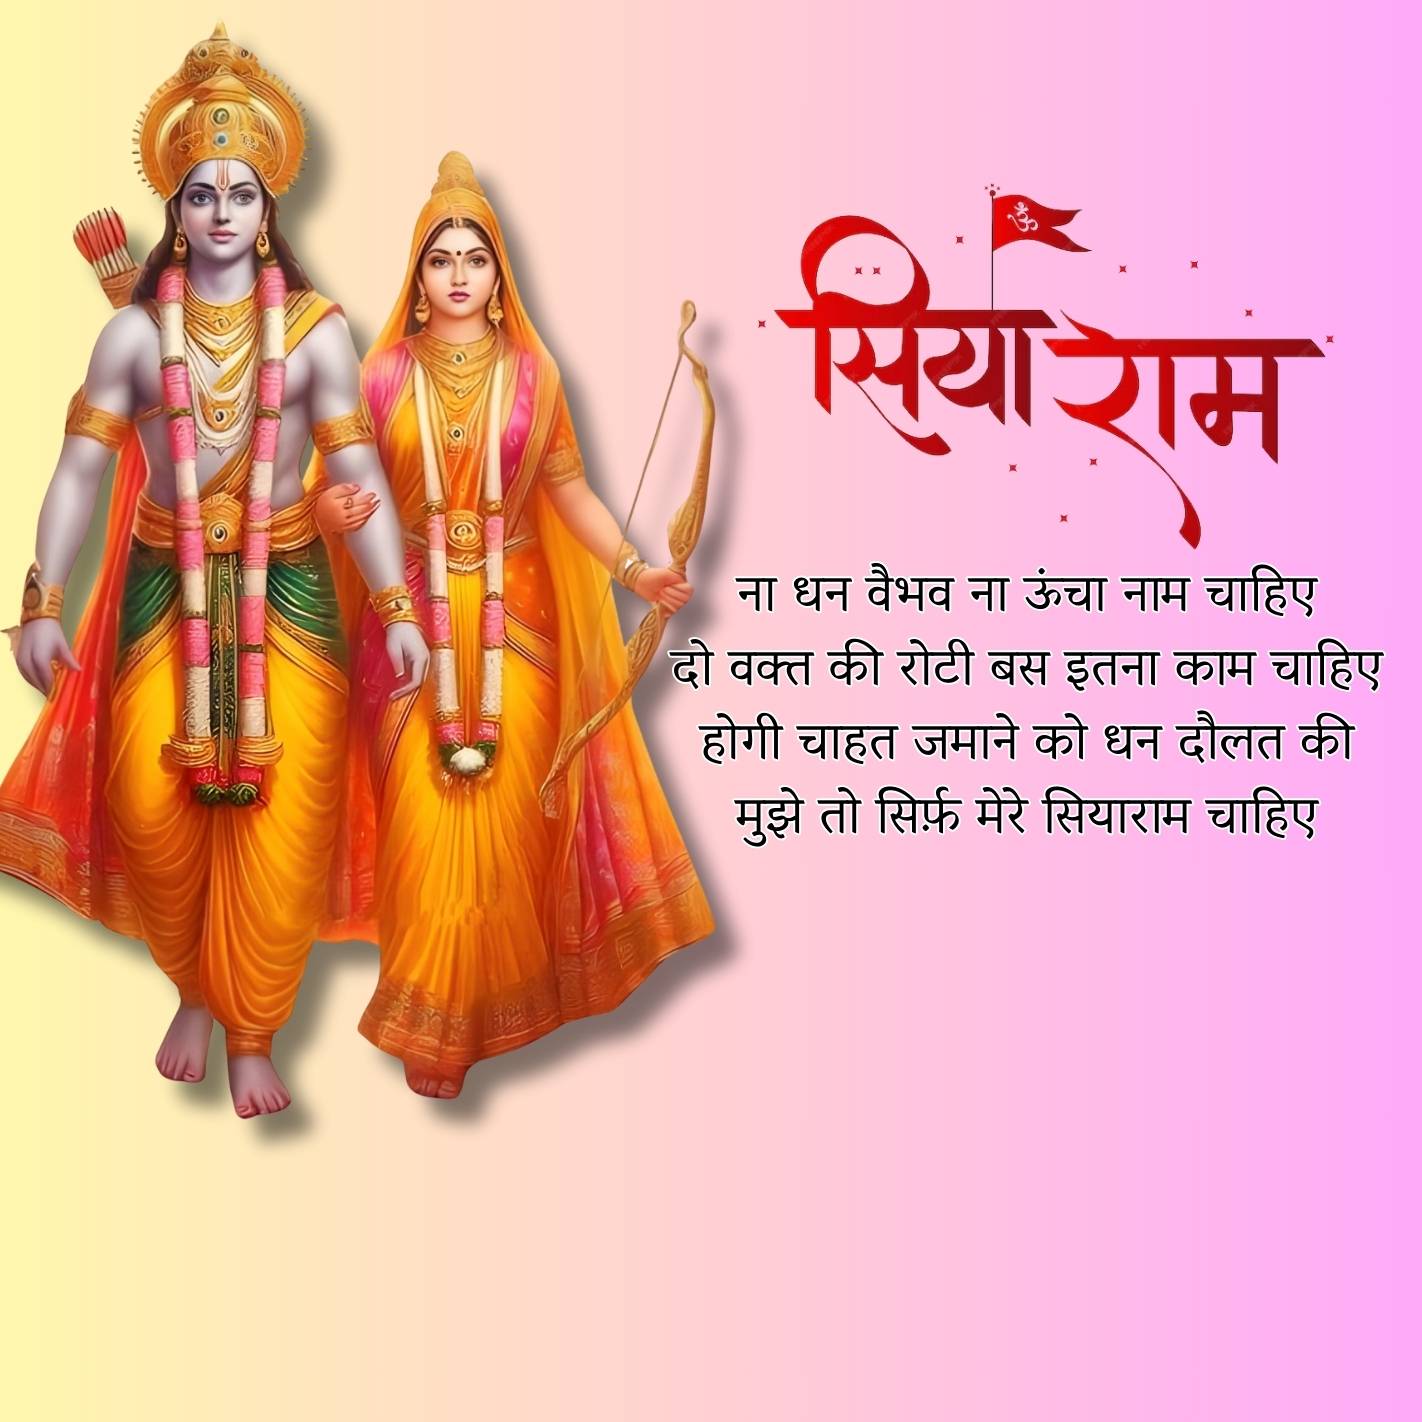 ॐ
सिया राम
ना धन वैभव ना ऊंचा नाम चाहिए
दो वक्त की रोटी बस इतना काम चाहिए
होगी चाहत जमाने को धन दौलत की
मुझे तो सिर्फ़ मेरे सियाराम चाहिए